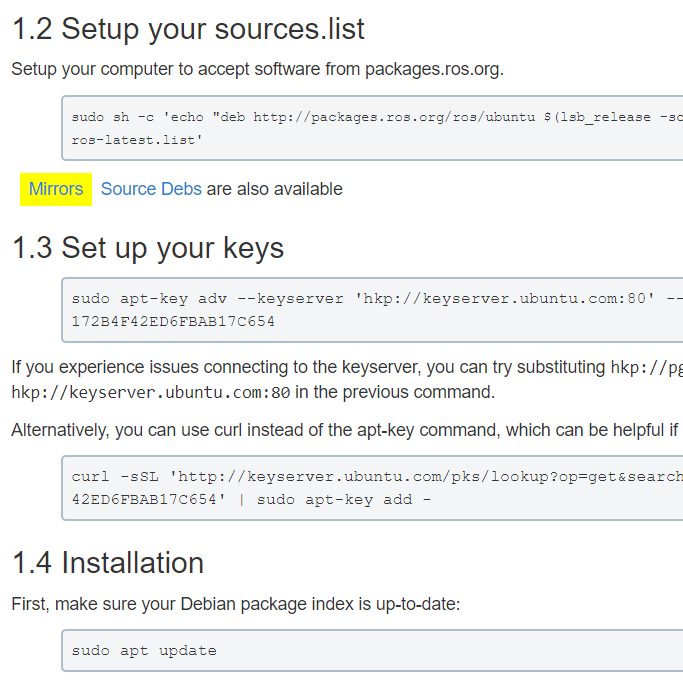 1.2 Setup your sources.list
Setup your computer to accept software from packages.ros.org.
sudo sh -c 'echo "deb http://packages.ros.org/ros/ubuntu $(lsb_release -sc
ros-latest.list'
Mirrors Source Debs are also available
1.3 Set up your keys
sudo apt-key adv --keyserver 'hkp://keyserver.ubuntu.com:80' --
172B4F42ED6FBAB17C654
If you experience issues connecting to the keyserver, you can try substituting hkp://pg
hkp://keyserver.ubuntu.com:80 in the previous command.
Alternatively, you can use curl instead of the apt-key command, which can be helpful if
curl -sSL 'http://keyserver.ubuntu.com/pks/lookup?op=get&search
42ED6FBAB17C654' | sudo apt-key add -
1.4 Installation
First, make sure your Debian package index is up-to-date:
sudo apt update